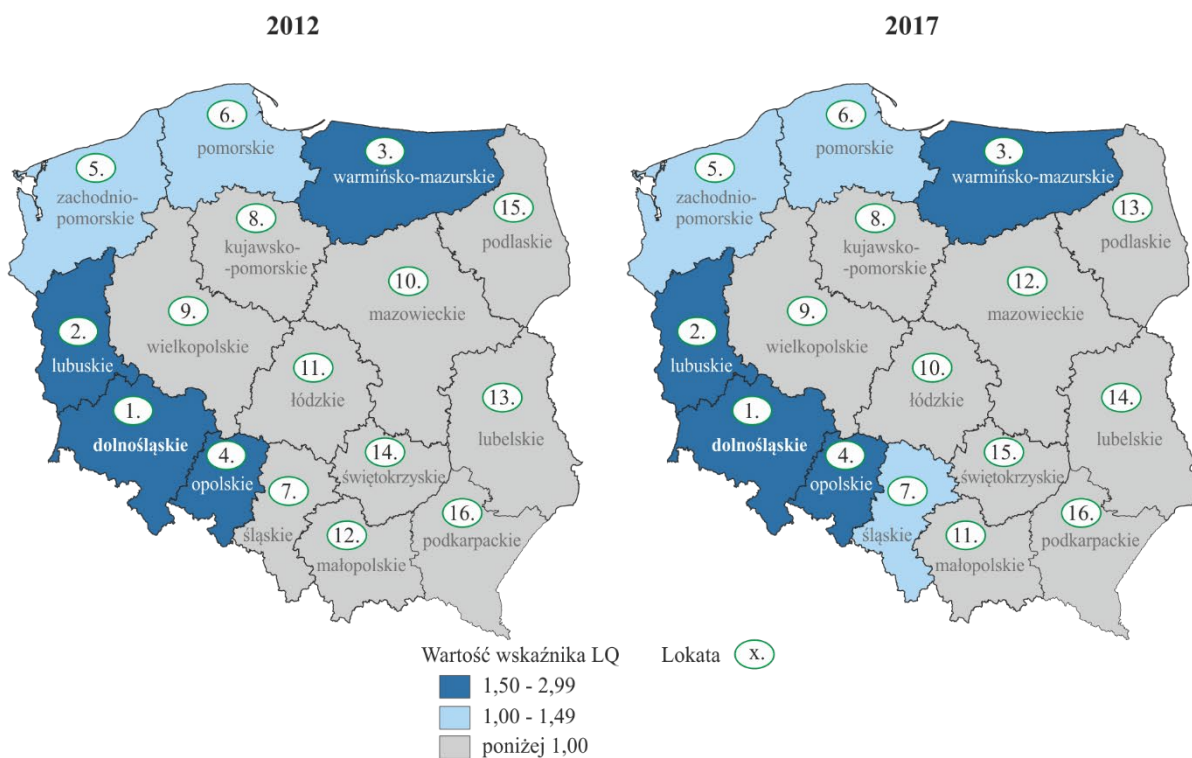 2012
6.
pomorskie
3.
warmińsko-mazurskie
5.
zachodnio-
pomorskie
8.
kujawsko-
-pomorskie
15.
podlaskie
10.
mazowieckie
9.
wielkopolskie
2.
lubuskie
11.
łódzkie
13.
lubelskie
1.
dolnośląskie
4.
opolskie
14.
świętokrzyskie
7.
śląskie
12.
małopolskie
16.
podkarpackie
2017
6.
pomorskie
3.
warmińsko-mazurskie
5.
zachodnio-
pomorskie
8.
kujawsko-
-pomorskie
13.
podlaskie
12.
mazowieckie
9.
wielkopolskie
2.
lubuskie
10.
łódzkie
14.
lubelskie
1.
dolnośląskie
4.
opolskie
15.
świętokrzyskie
7.
śląskie
11.
małopolskie
16.
podkarpackie
Wartość wskaźnika LQ
Lokata x.
1,50 - 2,99
1,00 - 1,49
poniżej 1,00